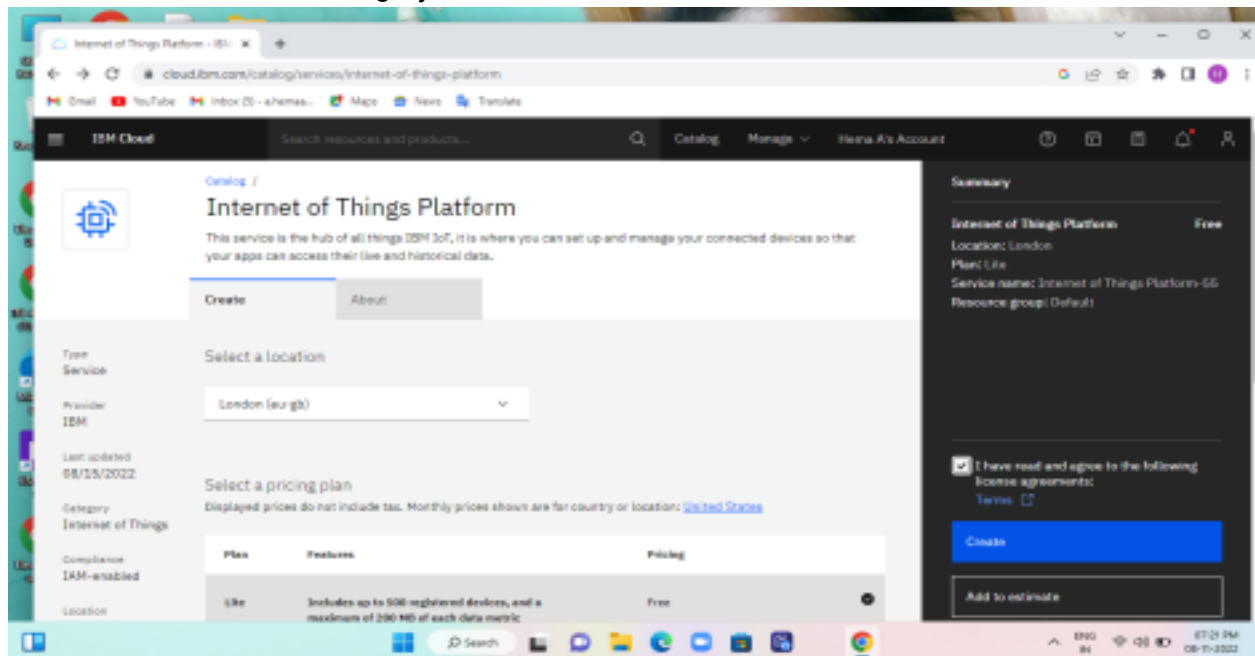 Internet of Things Platform - IBM
cloud.ibm.com/catalog/services/internet-of-things-platform
Gmail YouTube Inbox (5) - a.hemaa... Maps News Translate
IBM Cloud Search resources and products... Catalog Manage Hema A's Account
Catalog /
Internet of Things Platform
This service is the hub of all things IBM IoT, it is where you can set up and manage your connected devices so that
your apps can access their live and historical data.
Create About
Type
Service
Provider
IBM
Last updated
08/15/2022
Category
Internet of Things
Compliance
IAM-enabled
Location
Select a location
London (eu-gb)
Select a pricing plan
Displayed prices do not include tax. Monthly prices shown are for country or location: United States
Plan Features Pricing
Lite Includes up to 500 registered devices, and a Free
maximum of 200 MB of each data metric
Summary
Internet of Things Platform Free
Location: London
Plan: Lite
Service name: Internet of Things Platform-
Resource group: Default
I have read and agree to the following
license agreements:
Terms
Create
Add to estimate
Search
ENG
IN
07:21 PM
08-11-2022